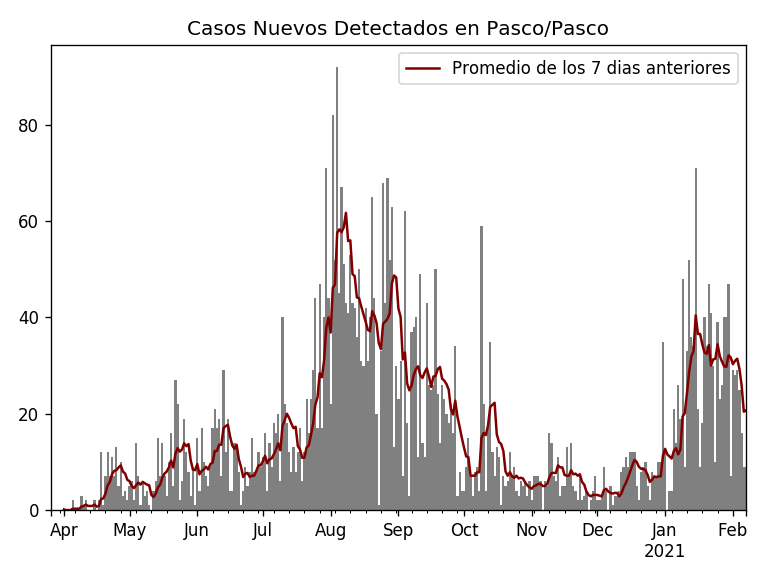 Casos Nuevos Detectados en Pasco/Pasco
Promedio de los 7 dias anteriores
80
60
40
20
0
Apr May Jun Jul Aug Sep Oct Nov Dec Jan Feb
2021